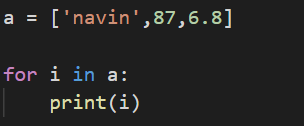 a = ['navin',87,6.8]
for i in a:
    print(i)